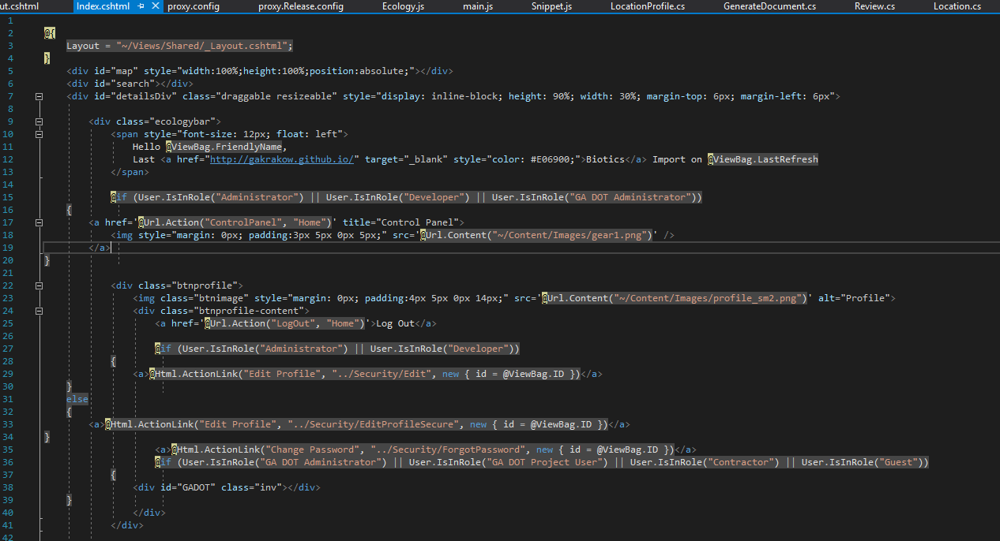 ut.cshtml Index.cshtml proxy.config proxy.Release.config Ecology.js main.js Snippet.js LocationProfile.cs GenerateDocument.cs Review.cs Location.cs
1
2 @{
3 Layout = "~/Views/Shared/_Layout.cshtml";
4 }
5 <div id="map" style="width:100%;height:100%;position:absolute;"></div>
6 <div id="search"></div>
7 <div id="detailsDiv" class="draggable resizeable" style="display: inline-block; height: 90%; width: 30%; margin-top: 6px; margin-left: 6px">
8
9 <div class="ecologybar">
10 <span style="font-size: 12px; float: left">
11 Hello @ViewBag.FriendlyName,
12 Last <a href="http://gakrakow.github.io/" target="_blank" style="color: #E06900;">Biotics</a> Import on @ViewBag.LastRefresh
13 </span>
14
15 @if (User.IsInRole("Administrator") || User.IsInRole("Developer") || User.IsInRole("GA DOT Administrator"))
16 {
17 <a href='@Url.Action("ControlPanel", "Home")' title="Control Panel">
18 <img style="margin: 0px; padding:3px 5px 0px 5px;" src='@Url.Content("~/Content/Images/gear1.png")' />
19 </a>
20 }
21
22 <div class="btnprofile">
23 <img class="btnimage" style="margin: 0px; padding:4px 5px 0px 14px;" src='@Url.Content("~/Content/Images/profile_sm2.png")' alt="Profile">
24 <div class="btnprofile-content">
25 <a href='@Url.Action("LogOut", "Home")'>Log Out</a>
26
27 @if (User.IsInRole("Administrator") || User.IsInRole("Developer"))
28 {
29 <a>@Html.ActionLink("Edit Profile", "../Security/Edit", new { id = @ViewBag.ID })</a>
30 }
31 else
32 {
33 <a>@Html.ActionLink("Edit Profile", "../Security/EditProfileSecure", new { id = @ViewBag.ID })</a>
34 }
35 <a>@Html.ActionLink("Change Password", "../Security/ForgotPassword", new { id = @ViewBag.ID })</a>
36 @if (User.IsInRole("GA DOT Administrator") || User.IsInRole("GA DOT Project User") || User.IsInRole("Contractor") || User.IsInRole("Guest"))
37 {
38 <div id="GADOT" class="inv"></div>
39 }
40 </div>
41 </div>
42